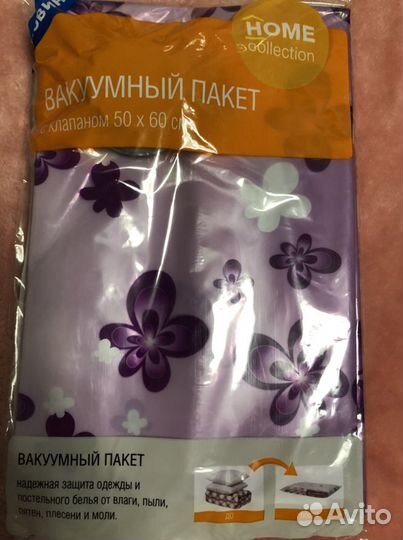 HOME
collection
ВАКУУМНЫЙ ПАКЕТ
с клапаном 50 x 60 см
ВАКУУМНЫЙ ПАКЕТ
надежная защита одежды и
постельного белья от влаги, пыли,
пятен, плесени и моли.
ДО
Avito